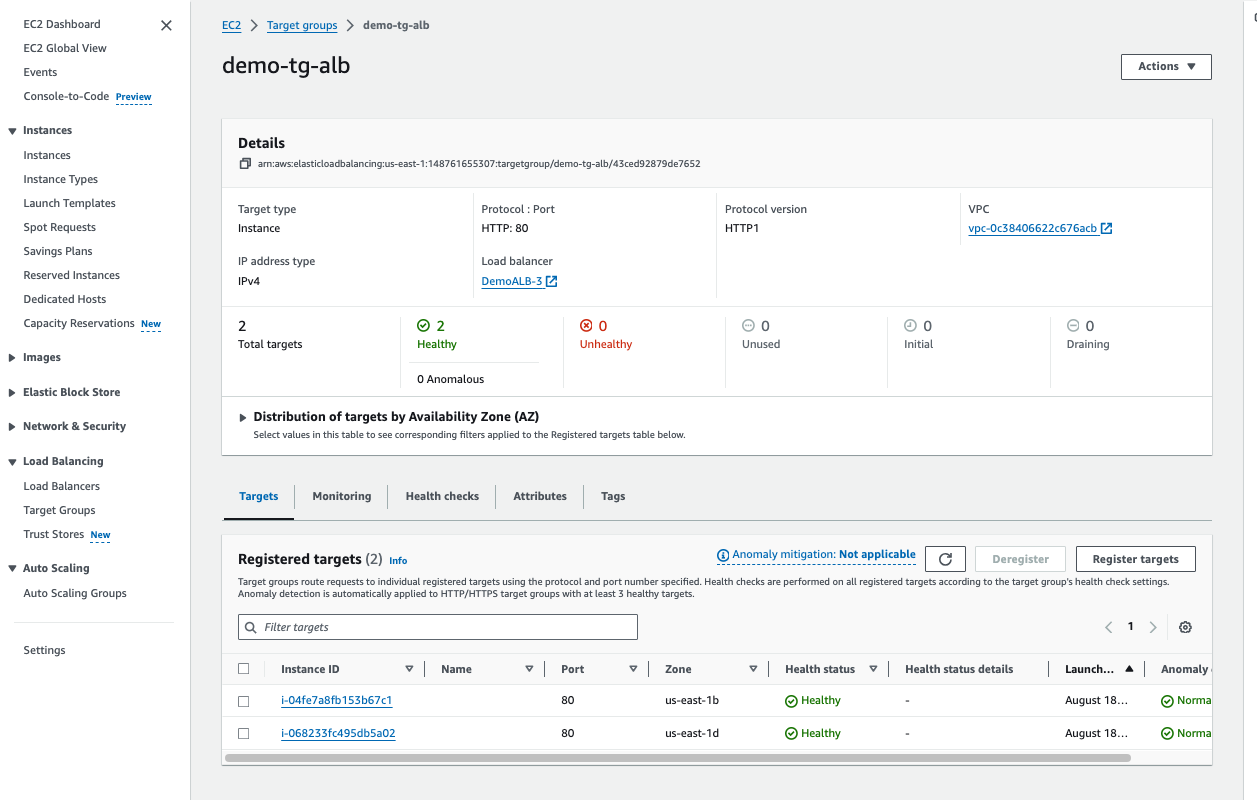 EC2 Dashboard
EC2 Global View
Events
Console-to-Code Preview
Instances
Instances
Instance Types
Launch Templates
Spot Requests
Savings Plans
Reserved Instances
Dedicated Hosts
Capacity Reservations New
Images
Elastic Block Store
Network & Security
Load Balancing
Load Balancers
Target Groups
Trust Stores New
Auto Scaling
Auto Scaling Groups
Settings
EC2 > Target groups > demo-tg-alb
demo-tg-alb
Actions
Details
arn:aws:elasticloadbalancing:us-east-1:148761655307:targetgroup/demo-tg-alb/43ced92879de7652
Target type
Instance
Protocol : Port
HTTP: 80
Protocol version
HTTP1
VPC
vpc-0c38406622c676acb
IP address type
IPv4
Load balancer
DemoALB-3
2
Total targets
2
Healthy
0 Anomalous
0
Unhealthy
0
Unused
0
Initial
0
Draining
Distribution of targets by Availability Zone (AZ)
Select values in this table to see corresponding filters applied to the Registered targets table below.
Targets Monitoring Health checks Attributes Tags
Registered targets (2) Info
Anomaly mitigation: Not applicable
Deregister
Register targets
Target groups route requests to individual registered targets using the protocol and port number specified. Health checks are performed on all registered targets according to the target group's health check settings.
Anomaly detection is automatically applied to HTTP/HTTPS target groups with at least 3 healthy targets.
Filter targets
1
Instance ID Name Port Zone Health status Health status details Launch... Anomaly
i-04fe7a8fb153b67c1 80 us-east-1b Healthy - August 18... Norma
i-068233fc495db5a02 80 us-east-1d Healthy - August 18... Norma